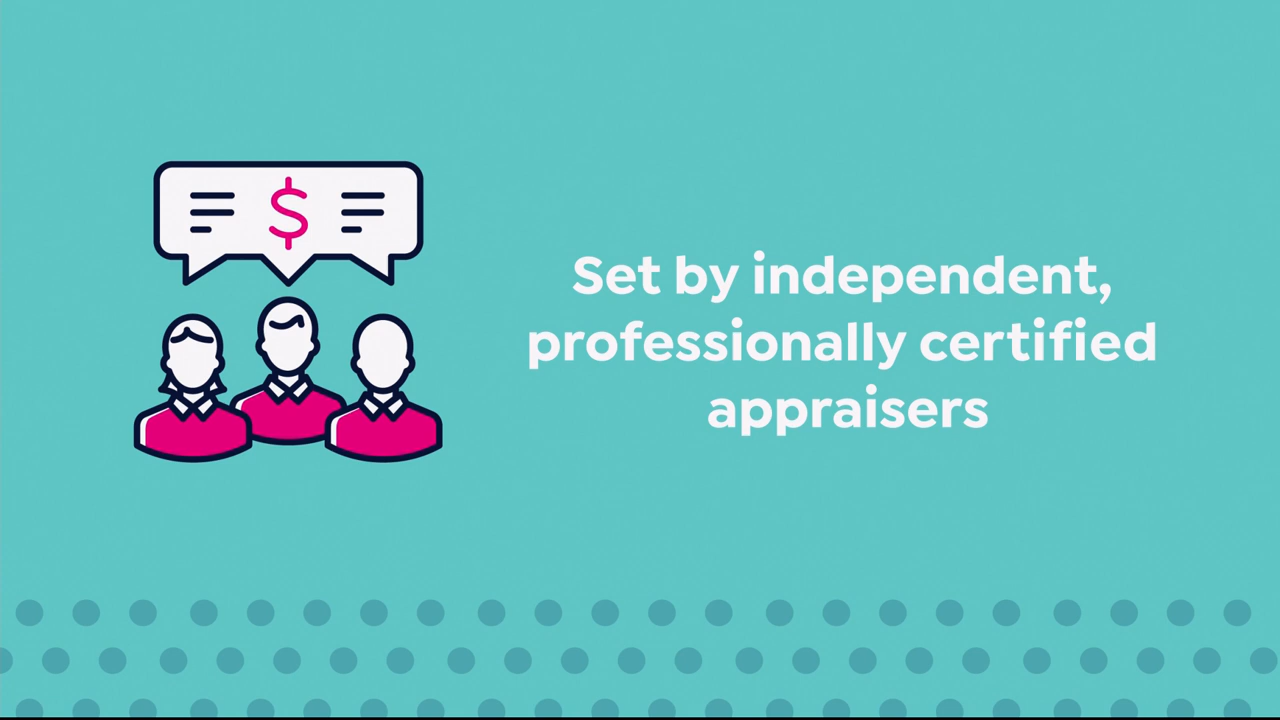 $
Set by independent,
professionally certified
appraisers